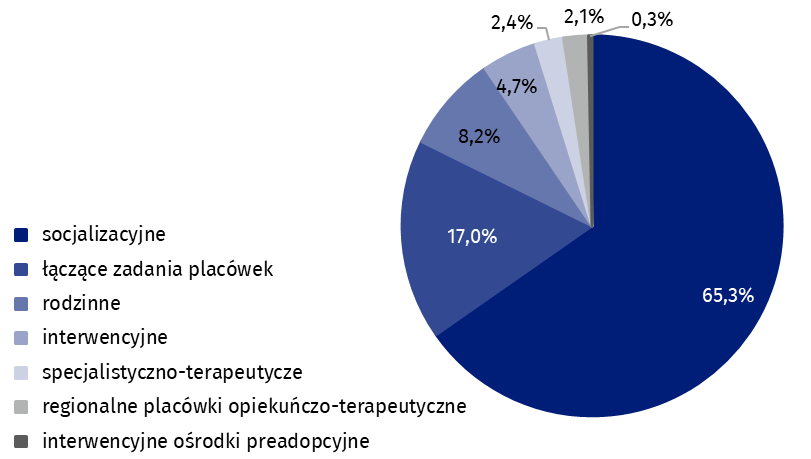 2,4%
2,1%
0,3%
4,7%
8,2%
17,0%
65,3%
socjalizacyjne
łączące zadania placówek
rodzinne
interwencyjne
specjalistyczno-terapeutycze
regionalne placówki opiekuńczo-terapeutyczne
interwencyjne ośrodki preadopcyjne